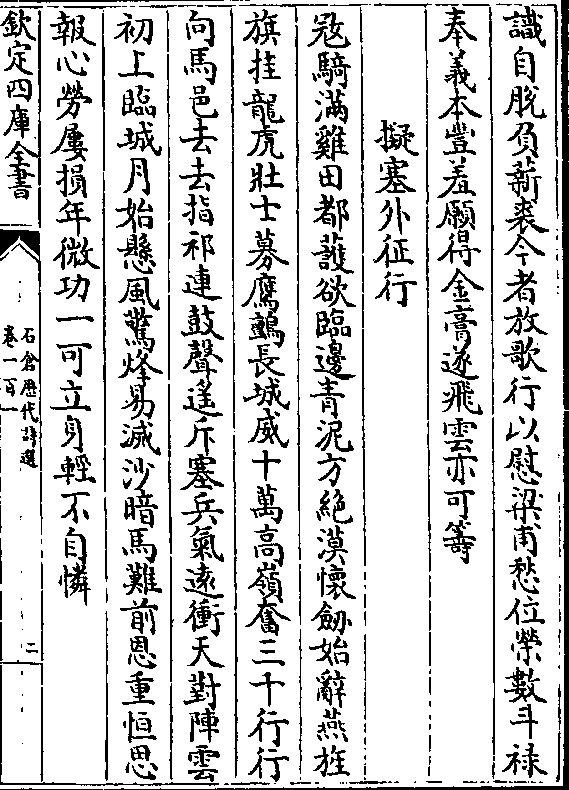 識自脫負薪裘今者放歌行以慰梁甫愁位榮數斗祿
奉義本豐羞願得金膏逐飛雲亦可籌
擬塞外征行
冦騎滿雞田都䕶欲臨邊青泥方絕漠懷劒始辭燕旌
旗挂龍虎壯士募鷹鸇長城威十萬高嶺奮三千行行
向馬邑去去指祁連鼓聲遙斥塞兵氣遠衝天對陣雲
初上臨城月始懸風驚烽易滅沙暗馬難前恩重恒思
報心勞屢損年微功一可立身輕不自憐
欽定四庫全書
石倉歷代詩選
卷一百一
二